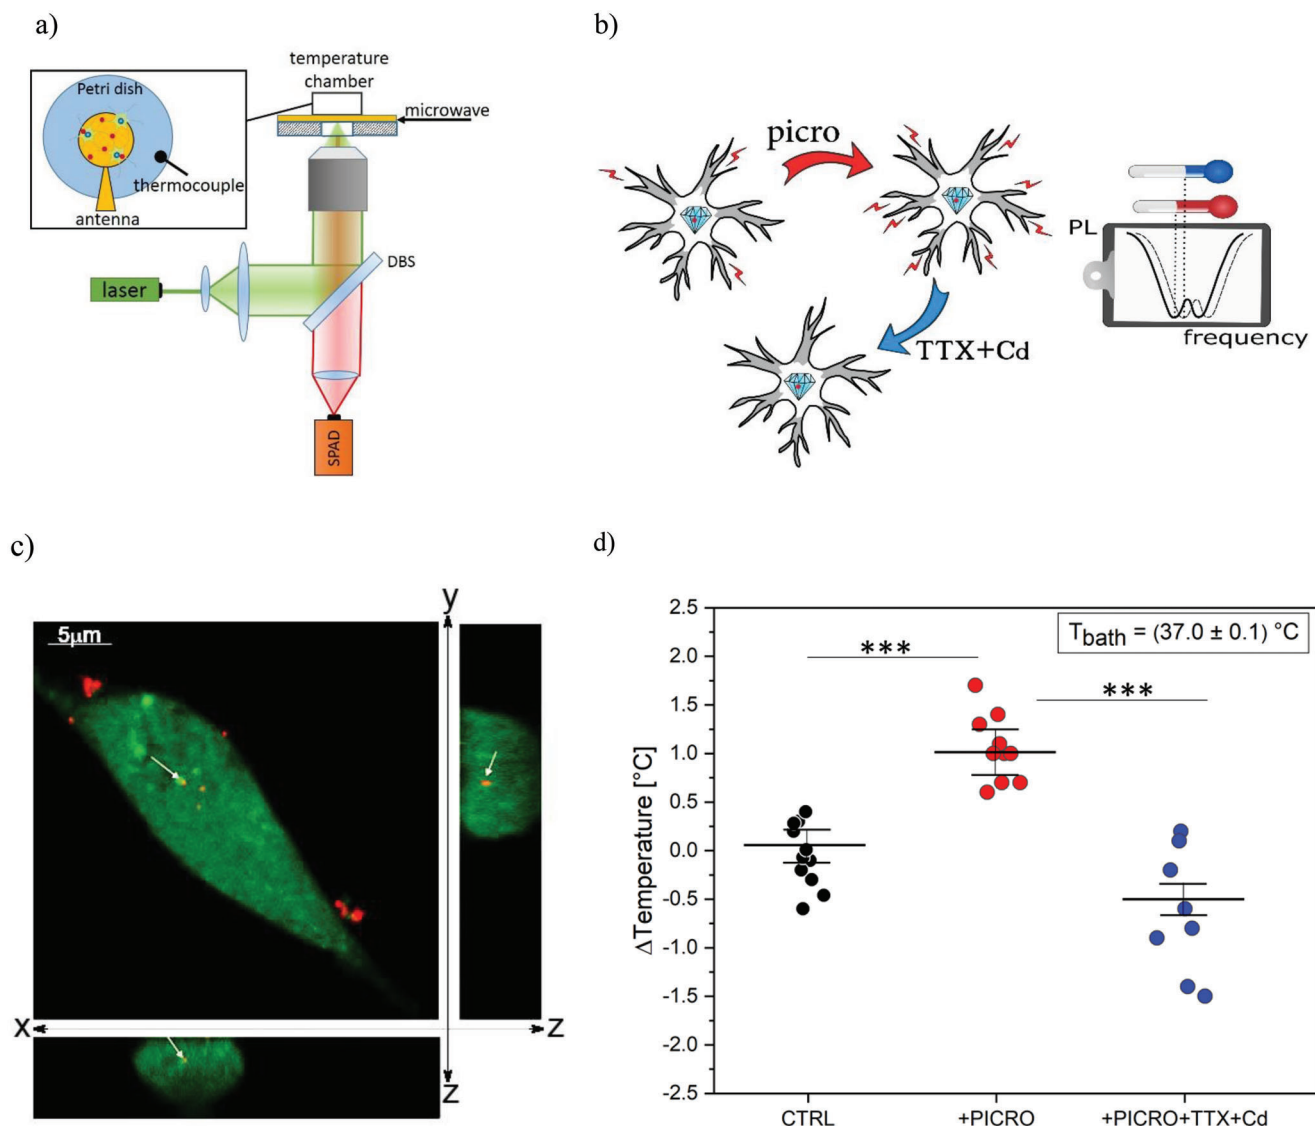 a)
temperature
chamber
microwave
Petri dish
thermocouple
antenna
DBS
laser
SPAD
b)
picro
TTX+Cd
PL
frequency
c)
5µm
y
x
z
z
d)
T_bath = (37.0 ± 0.1) °C
***
***
ΔTemperature [°C]
2.5
2.0
1.5
1.0
0.5
0.0
-0.5
-1.0
-1.5
-2.0
-2.5
CTRL
+PICRO
+PICRO+TTX+Cd